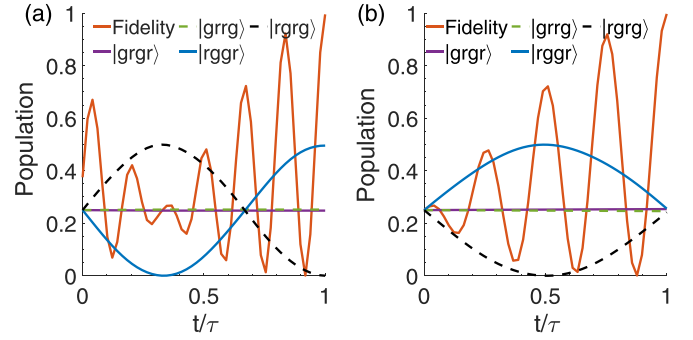 (a)
Fidelity |grrg⟩ |rgrg⟩
|grgr⟩ |rggr⟩
1
0.8
0.6
0.4
0.2
0
Population
0 0.5 1
t/τ
(b)
Fidelity |grrg⟩ |rgrg⟩
|grgr⟩ |rggr⟩
1
0.8
0.6
0.4
0.2
0
Population
0 0.5 1
t/τ